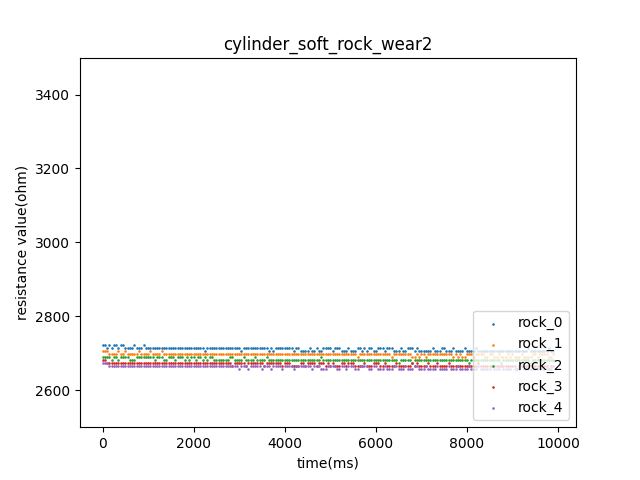 cylinder_soft_rock_wear2
resistance value(ohm)
3400
3200
3000
2800
2600
rock_0
rock_1
rock_2
rock_3
rock_4
0 2000 4000 6000 8000 10000
time(ms)